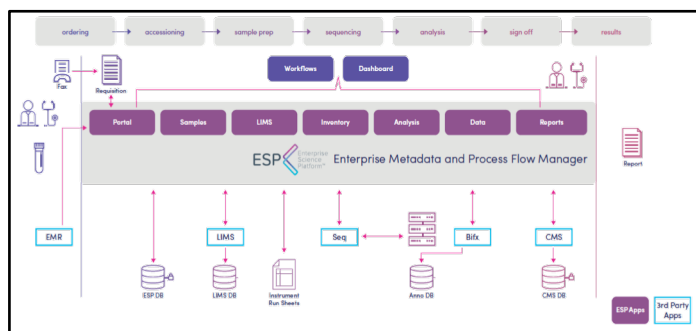 ordering accessioning sample prep sequencing analysis sign off results
Workflows Dashboard
Fax
Requisition
Portal Samples LIMS Inventory Analysis Data Reports
ESP Enterprise Science Platform™ Enterprise Metadata and Process Flow Manager
Report
EMR LIMS Seq Bifx CMS
IESP DB LIMS DB Instrument Run Sheets Anno DB CMS DB
ESP Apps 3rd Party Apps